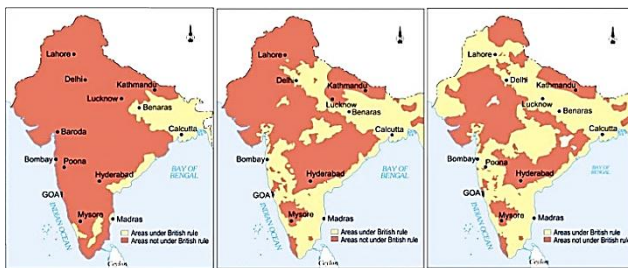 Lahore
Delhi
Kathmandu
Lucknow
Benaras
Baroda
Calcutta
Bombay
Poona
BAY OF
BENGAL
Hyderabad
GOA
INDIAN OCEAN
Mysore
Madras
Areas under British rule
Areas not under British rule
Ceylon
Lahore
Delhi
Kathmandu
Lucknow
Benaras
Calcutta
Bombay
Poona
BAY OF
BENGAL
Hyderabad
GOA
INDIAN OCEAN
Mysore
Madras
Areas under British rule
Areas not under British rule
Ceylon
Lahore
Delhi
Kathmandu
Lucknow
Benaras
Calcutta
Bombay
Poona
BAY OF
BENGAL
Hyderabad
GOA
INDIAN OCEAN
Mysore
Madras
Areas under British rule
Areas not under British rule
Ceylon